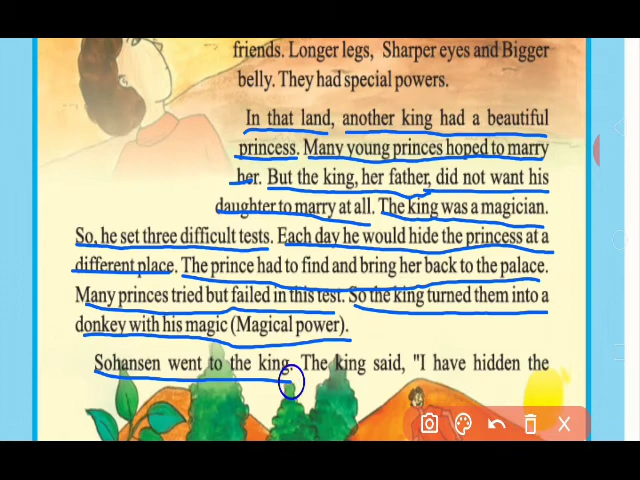 friends. Longer legs, Sharper eyes and Bigger
belly. They had special powers.
In that land, another king had a beautiful
princess. Many young princes hoped to marry
her. But the king, her father, did not want his
daughter to marry at all. The king was a magician.
So, he set three difficult tests. Each day he would hide the princess at a
different place. The prince had to find and bring her back to the palace.
Many princes tried but failed in this test. So the king turned them into a
donkey with his magic (Magical power).
Sohansen went to the king. The king said, "I have hidden the